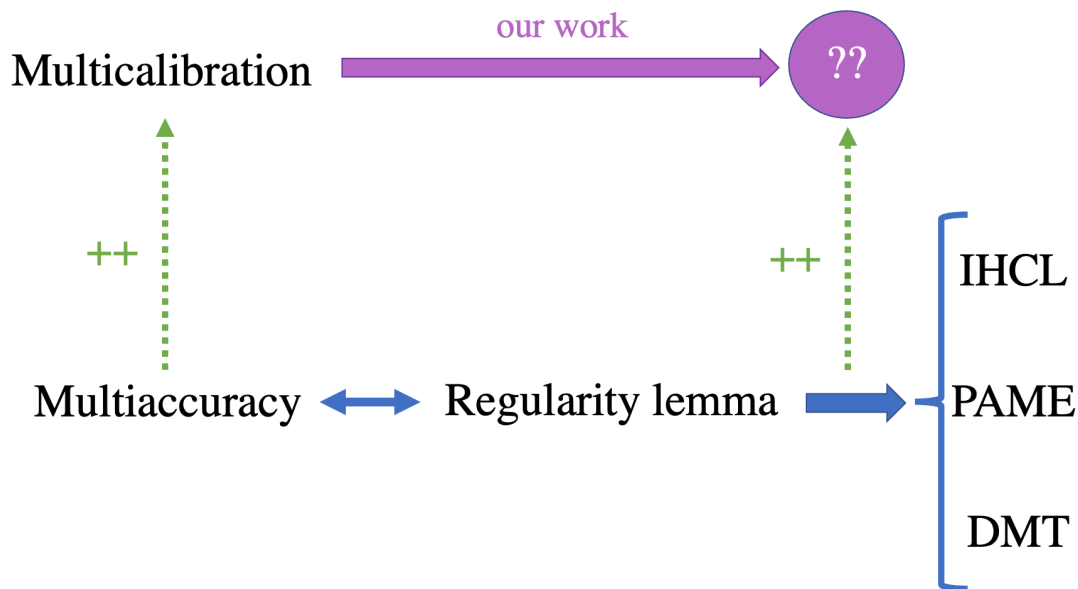 our work
Multicalibration
??
++
++
IHCL
Multiaccuracy
Regularity lemma
PAME
DMT